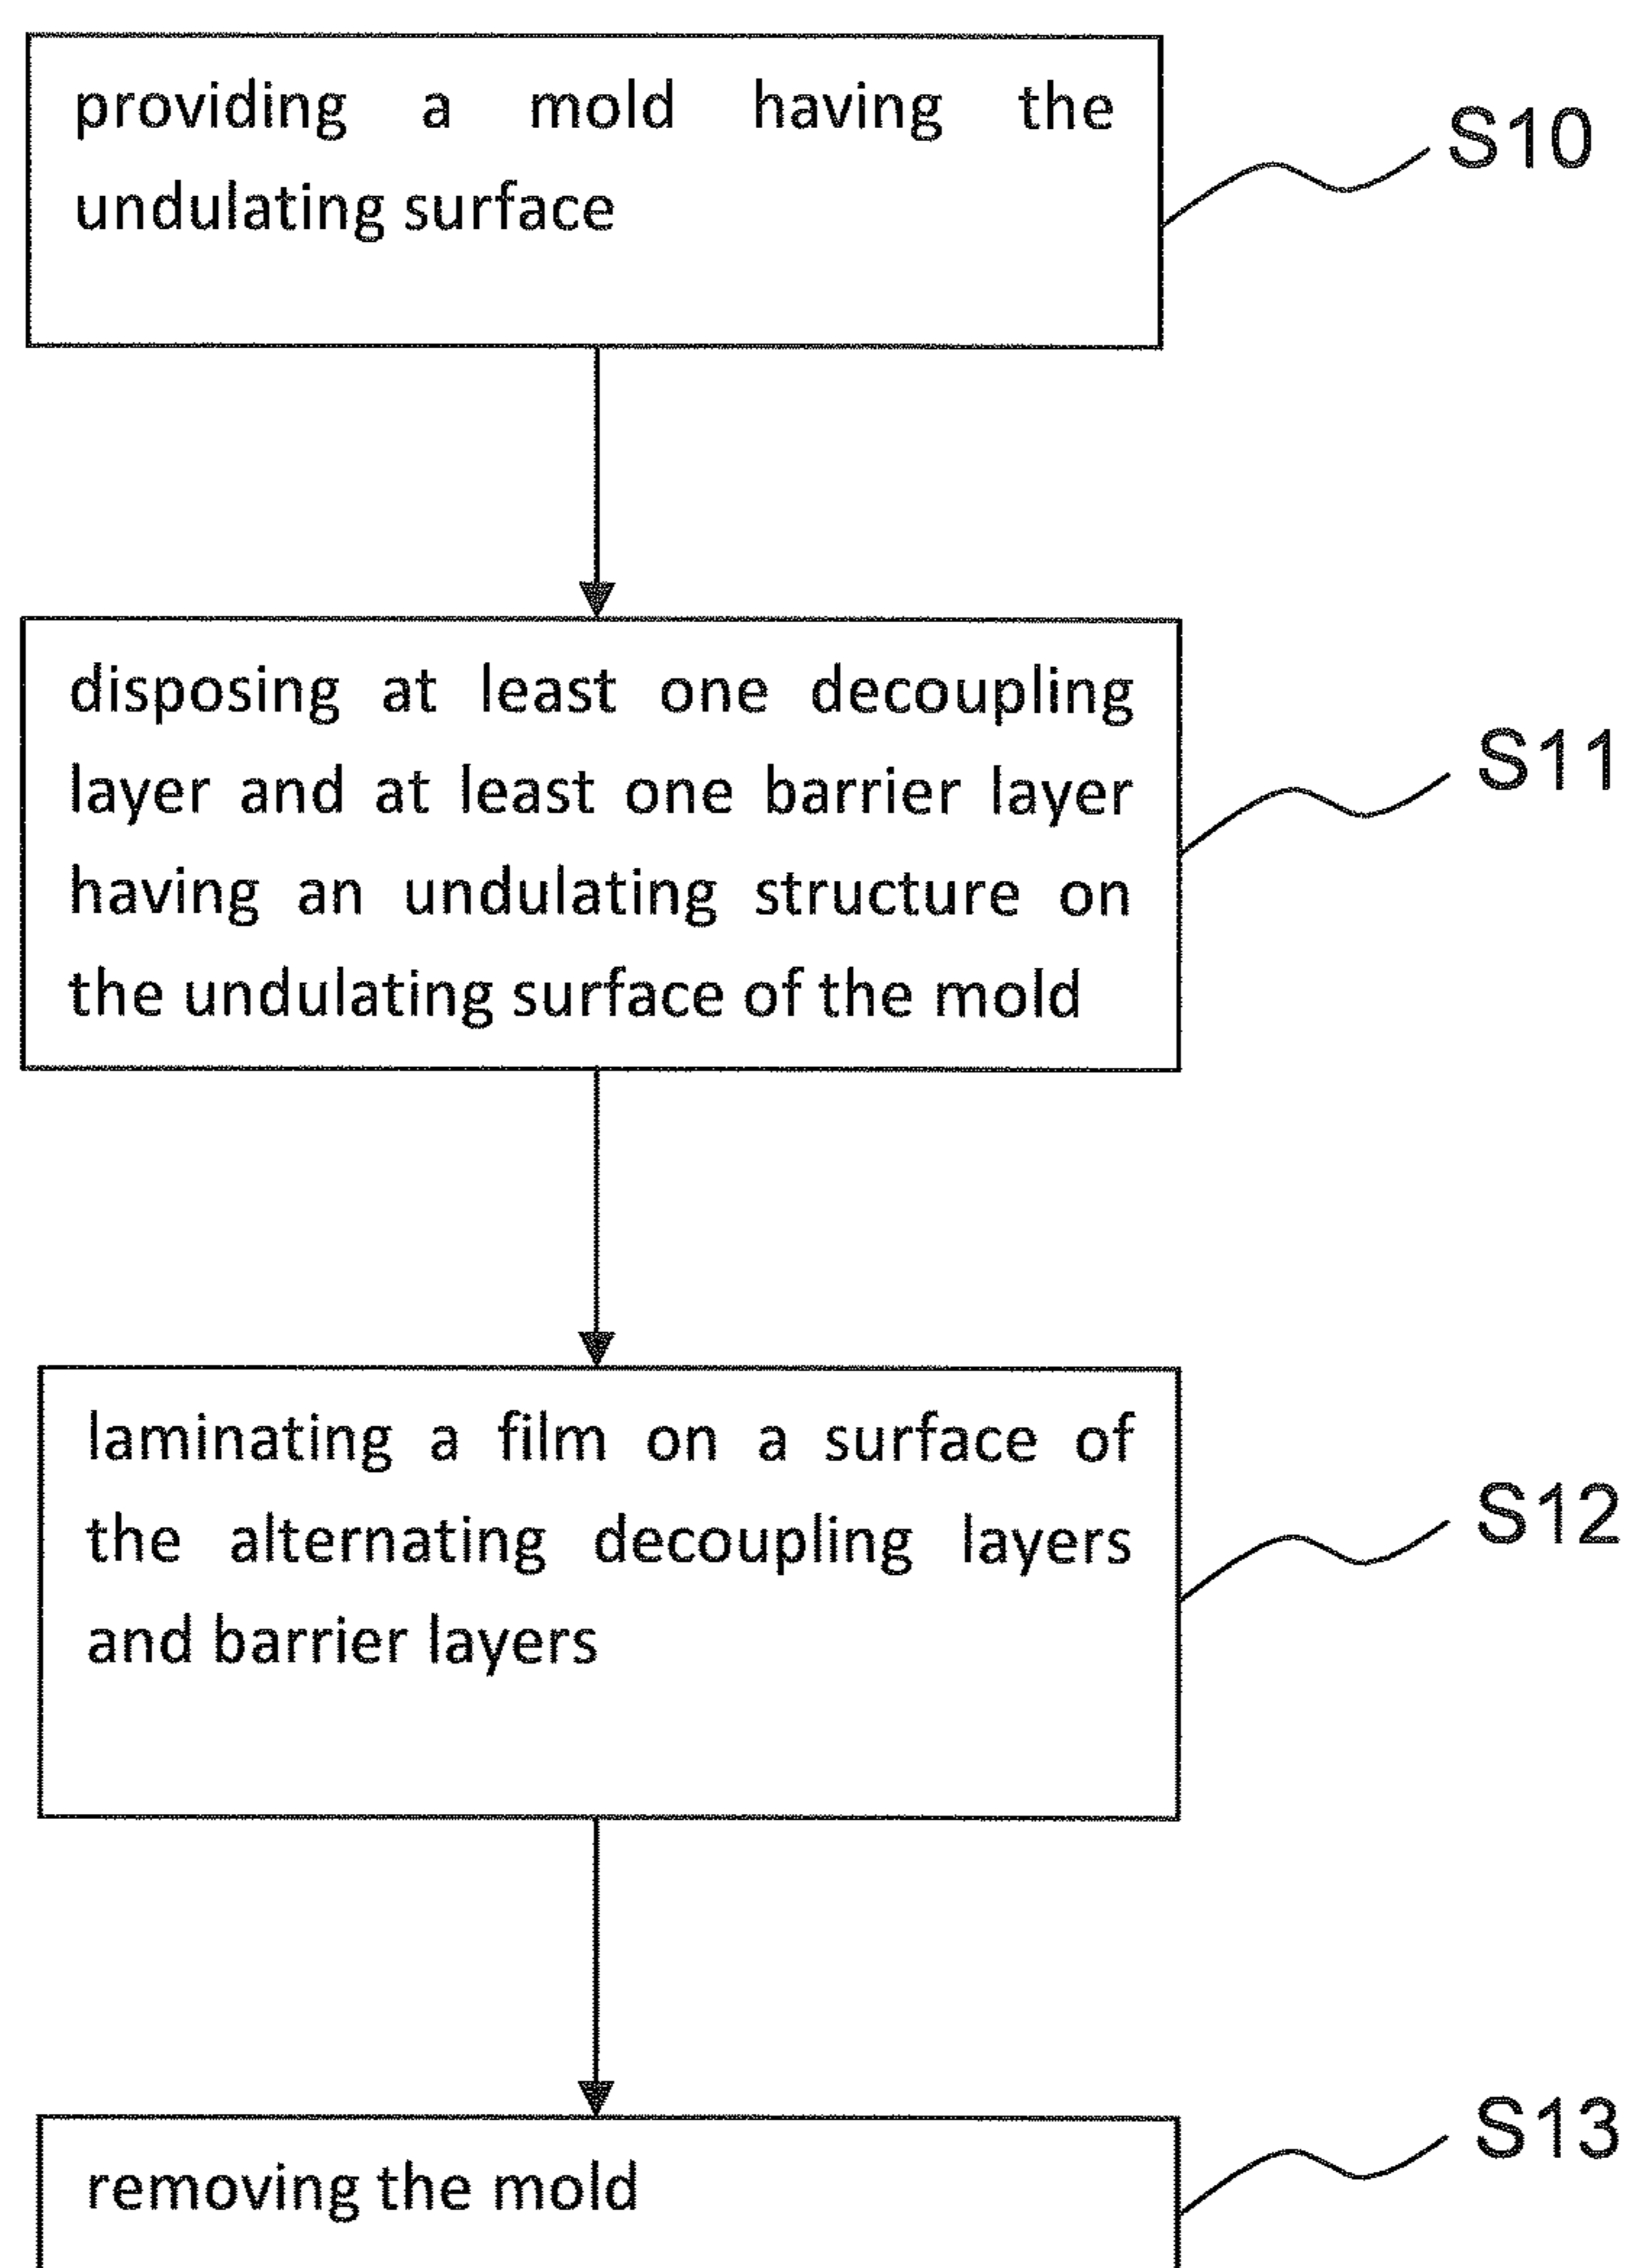 providing a mold having the
undulating surface
S10
disposing at least one decoupling
layer and at least one barrier layer
having an undulating structure on
the undulating surface of the mold
S11
laminating a film on a surface of
the alternating decoupling layers
and barrier layers
S12
removing the mold
S13